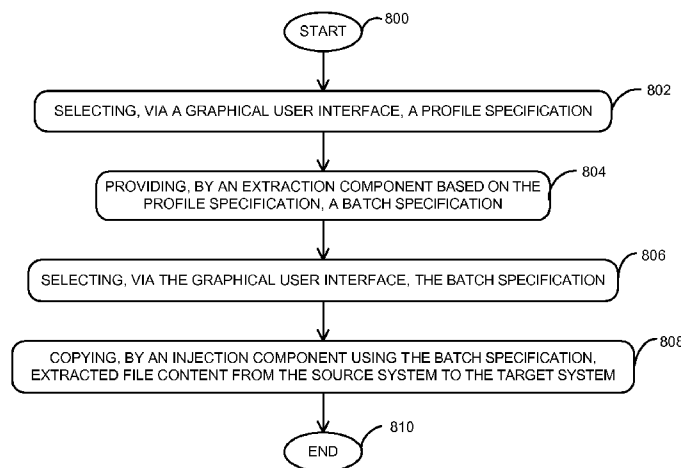 START
800
SELECTING, VIA A GRAPHICAL USER INTERFACE, A PROFILE SPECIFICATION
802
PROVIDING, BY AN EXTRACTION COMPONENT BASED ON THE
PROFILE SPECIFICATION, A BATCH SPECIFICATION
804
SELECTING, VIA THE GRAPHICAL USER INTERFACE, THE BATCH SPECIFICATION
806
COPYING, BY AN INJECTION COMPONENT USING THE BATCH SPECIFICATION,
EXTRACTED FILE CONTENT FROM THE SOURCE SYSTEM TO THE TARGET SYSTEM
808
END
810